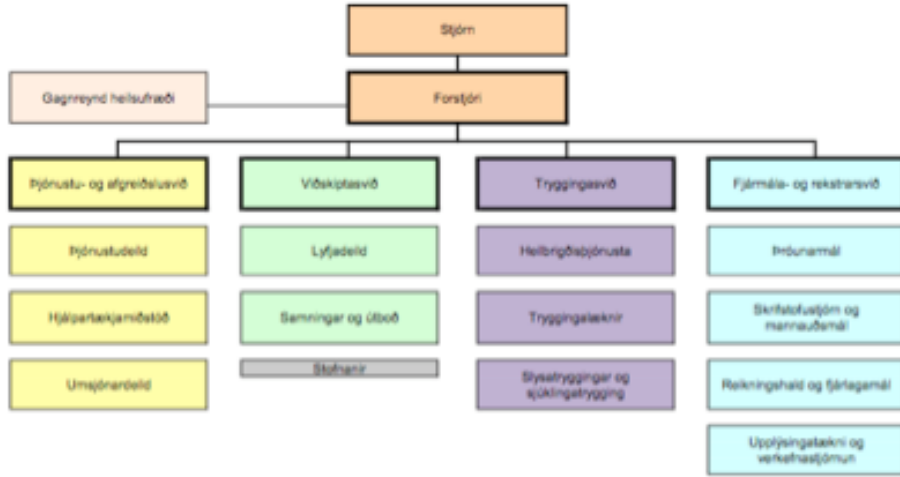 Stjórn
Gagnreynd heilsufræði
Forstjóri
Þjónustu- og afgreiðslusvið
Viðskiptasvið
Tryggingasvið
Fjármála- og rekstrarsvið
Þjónustudeild
Lyfjadeild
Heilbrigðisþjónusta
Þróunarmál
Hjálpartækjamiðstöð
Samningar og útboð
Tryggingalæknir
Skrifstofustjórn og
mannauðsmál
Umsjónardeild
Stofnanir
Slysatryggingar og
sjúklingatrygging
Reikningshald og fjárlagamál
Upplýsingatækni og
verkefnastjórnun